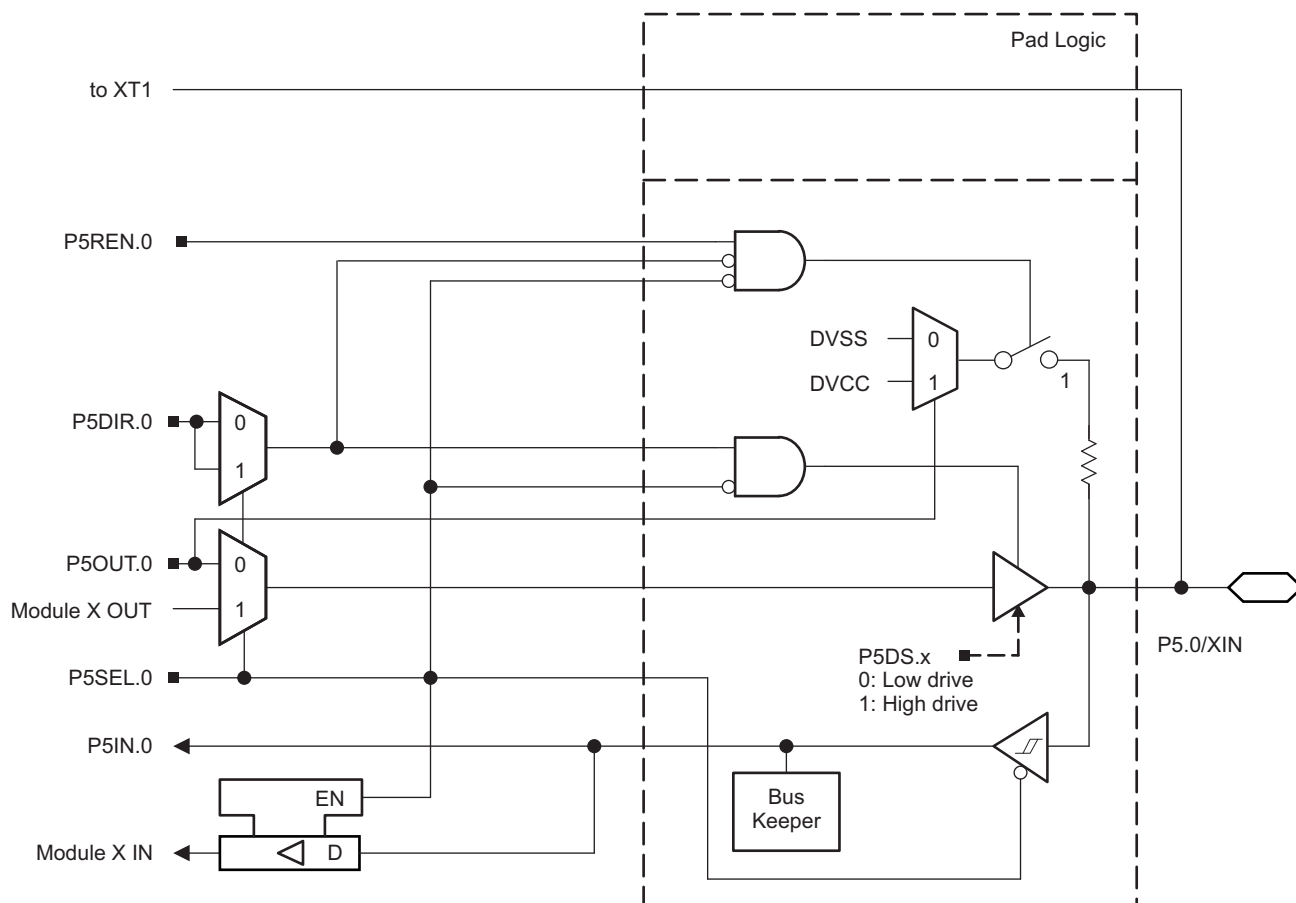 Pad Logic
to XT1
P5REN.0
DVSS
0
DVCC
1
1
P5DIR.0
0
1
P5OUT.0
0
Module X OUT
1
P5SEL.0
P5DS.x
0: Low drive
1: High drive
P5.0/XIN
P5IN.0
EN
Bus
Keeper
Module X IN
D